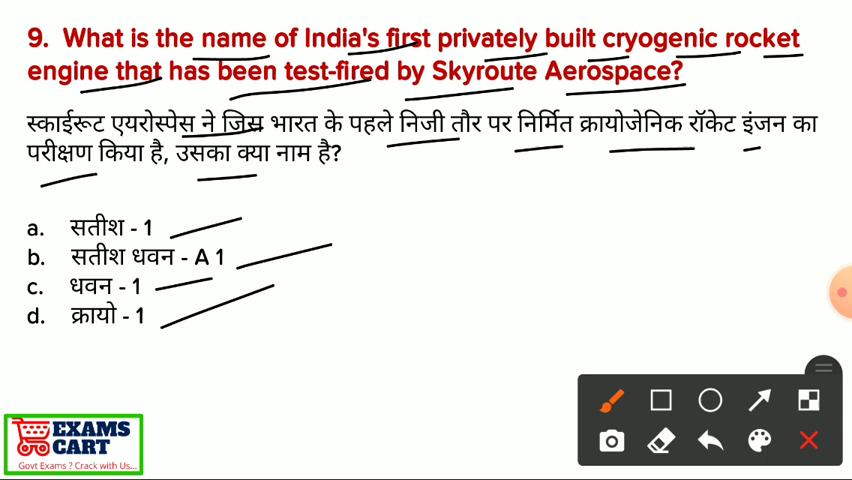 9. What is the name of India's first privately built cryogenic rocket
engine that has been test-fired by Skyroute Aerospace?
स्काईरूट एयरोस्पेस ने जिस भारत के पहले निजी तौर पर निर्मित क्रायोजेनिक रॉकेट इंजन का
परीक्षण किया है, उसका क्या नाम है?
a. सतीश - 1
b. सतीश धवन - A 1
c. धवन - 1
d. क्रायो - 1
EXAMS
CART
Govt Exams ? Crack with Us...